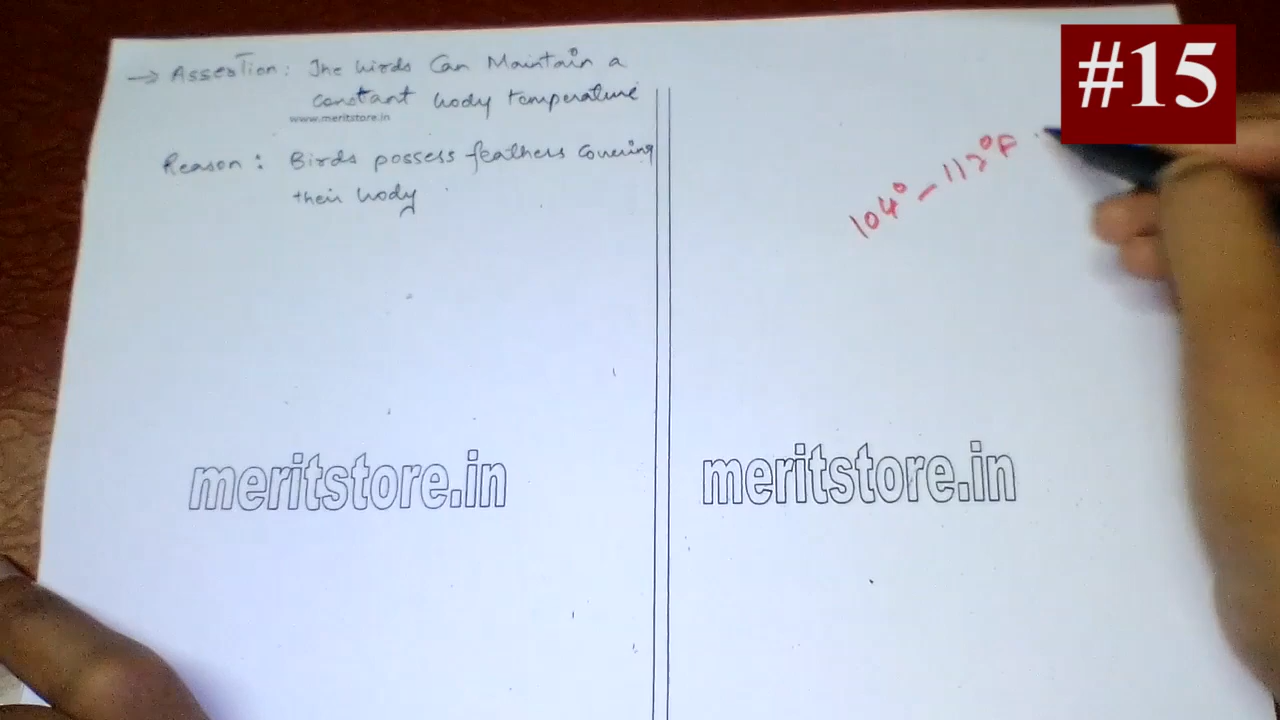 → Assertion: The birds Can Maintain a
constant body temperature
www.meritstore.in
Reason: Birds possess feathers covering
their body
#15
104° – 112°F
meritstore.in
meritstore.in